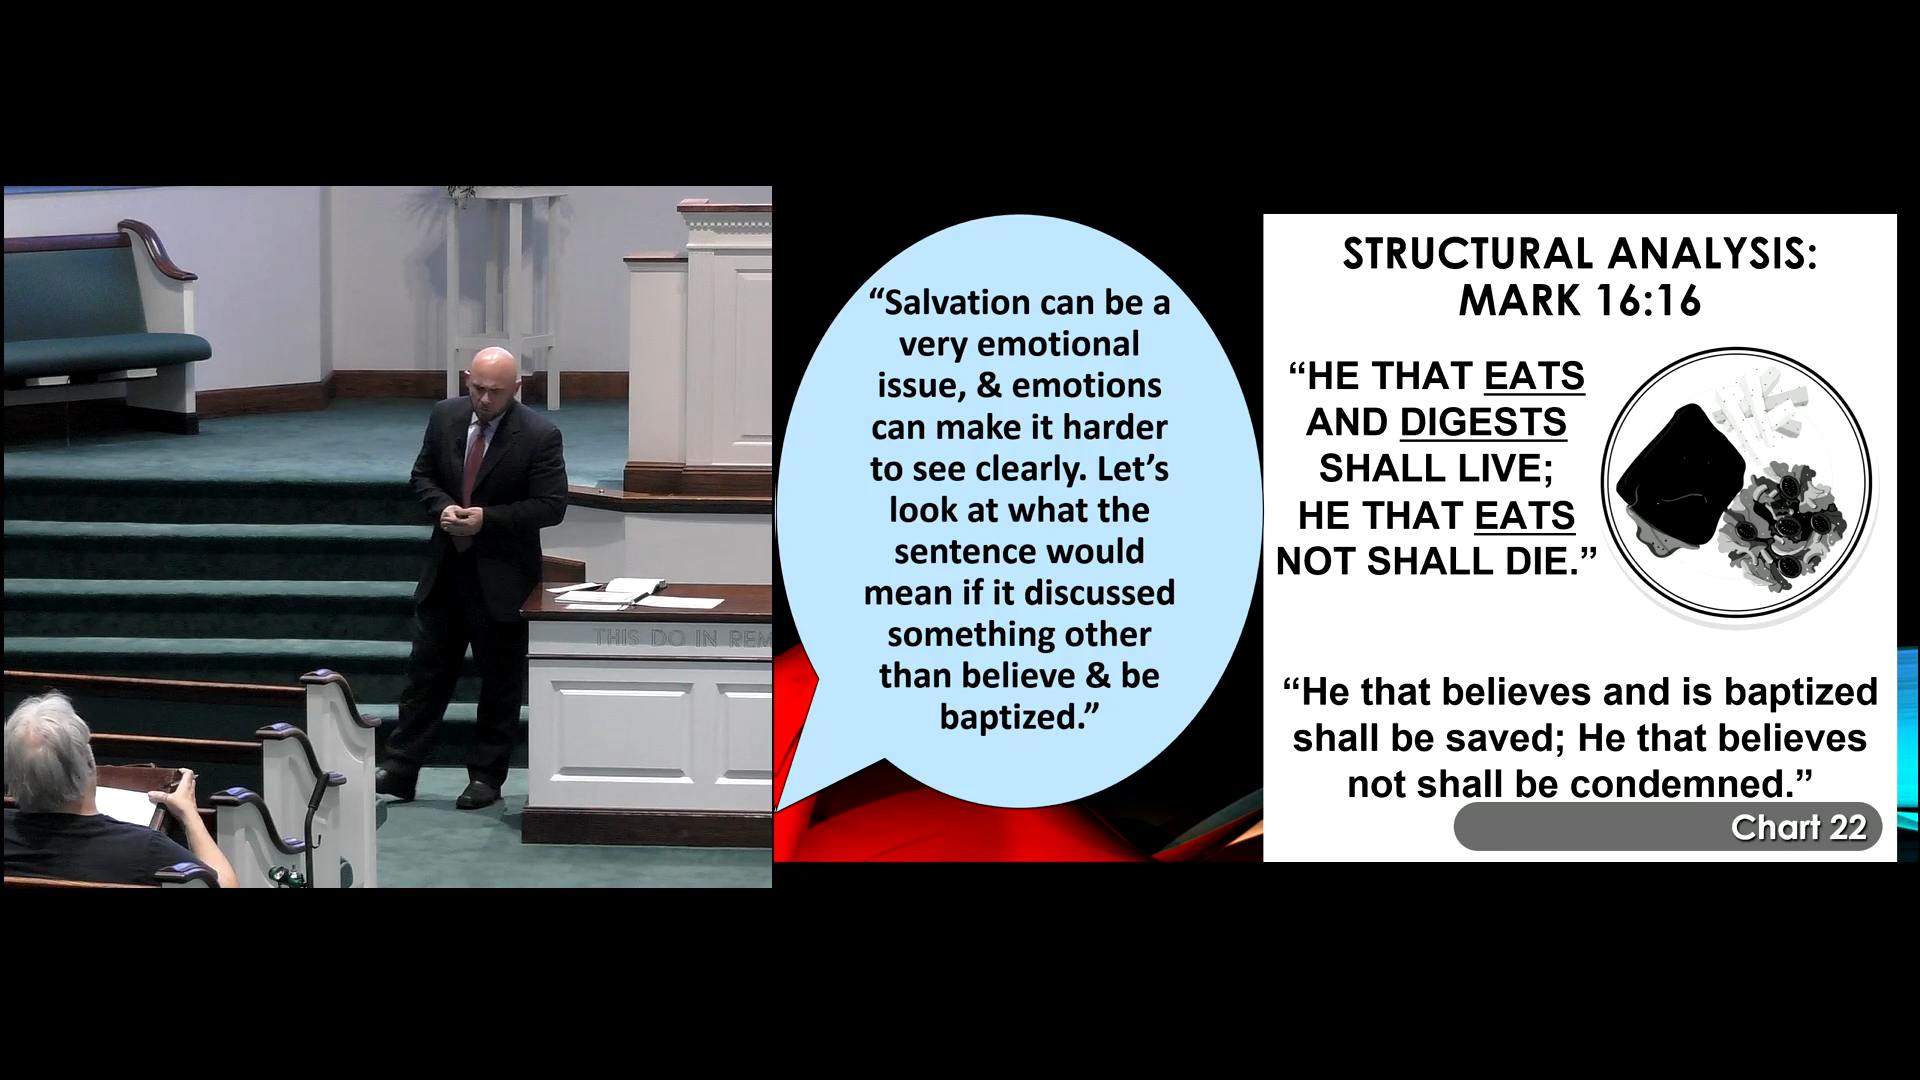 THIS DO IN REM
“Salvation can be a
very emotional
issue, & emotions
can make it harder
to see clearly. Let’s
look at what the
sentence would
mean if it discussed
something other
than believe & be
baptized.”
STRUCTURAL ANALYSIS:
MARK 16:16
“HE THAT EATS
AND DIGESTS
SHALL LIVE;
HE THAT EATS
NOT SHALL DIE.”
“He that believes and is baptized
shall be saved; He that believes
not shall be condemned.”
Chart 22